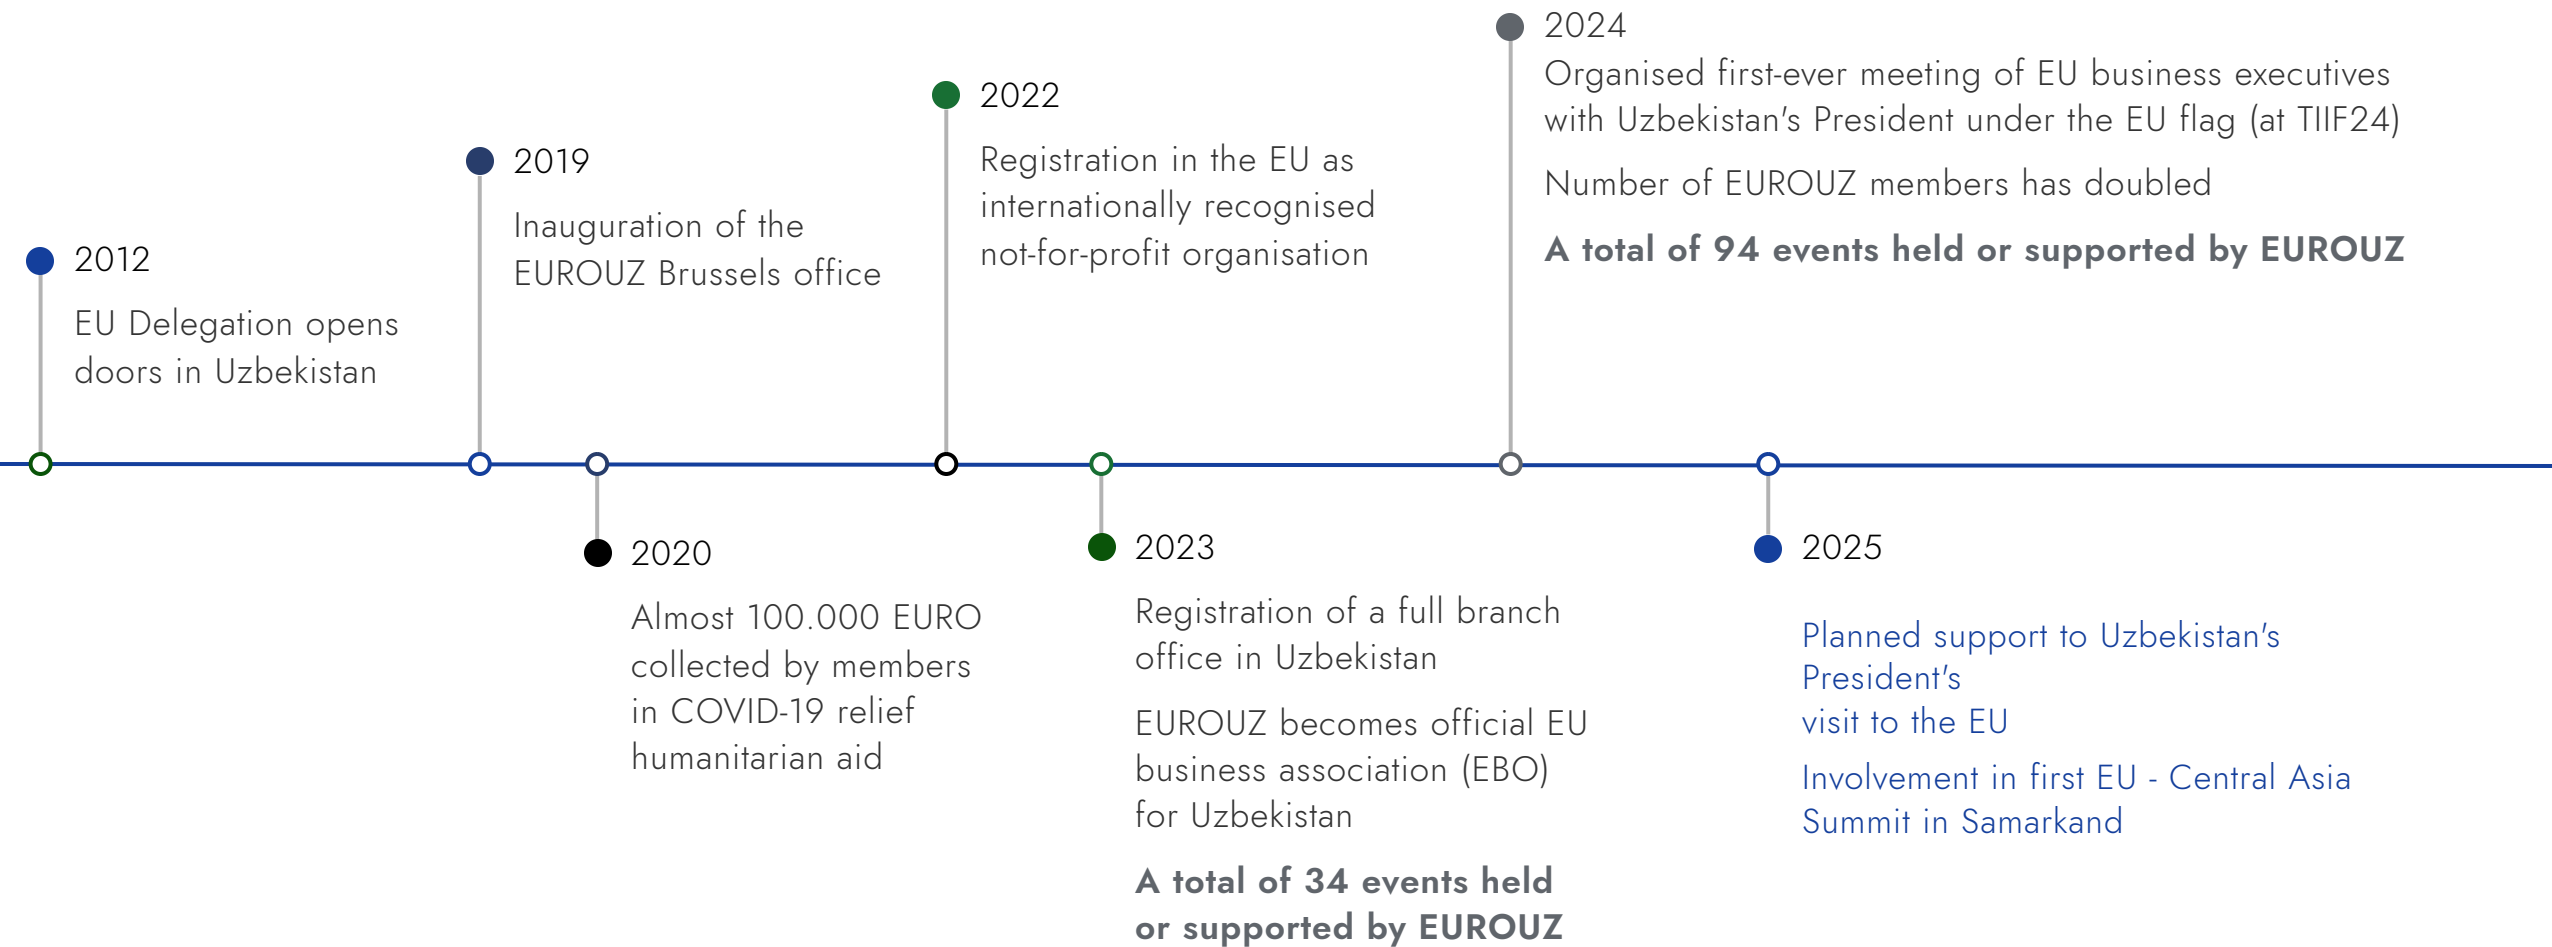 2012
EU Delegation opens
doors in Uzbekistan
2019
Inauguration of the
EUROUZ Brussels office
2020
Almost 100.000 EURO
collected by members
in COVID-19 relief
humanitarian aid
2022
Registration in the EU as
internationally recognised
not-for-profit organisation
2023
Registration of a full branch
office in Uzbekistan
EUROUZ becomes official EU
business association (EBO)
for Uzbekistan
A total of 34 events held
or supported by EUROUZ
2024
Organised first-ever meeting of EU business executives
with Uzbekistan's President under the EU flag (at TIIF24)
Number of EUROUZ members has doubled
A total of 94 events held or supported by EUROUZ
2025
Planned support to Uzbekistan's
President's
visit to the EU
Involvement in first EU - Central Asia
Summit in Samarkand